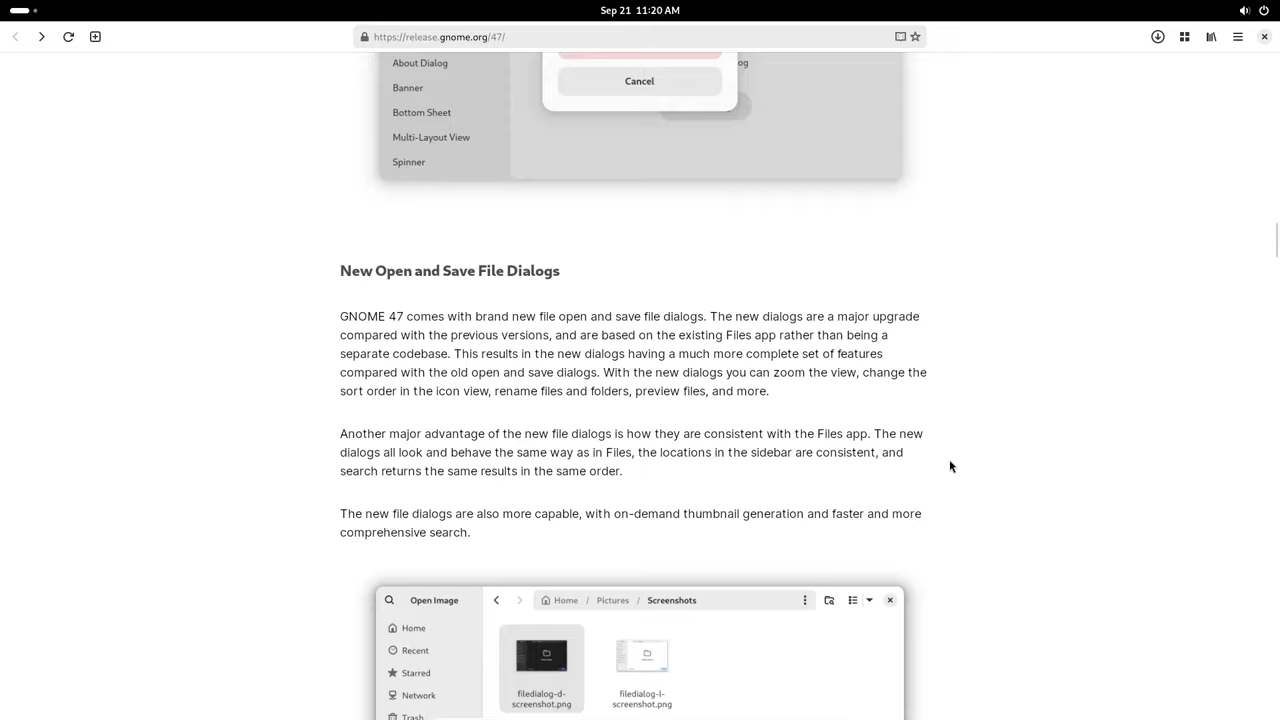 Sep 21 11:20 AM
https://release.gnome.org/47/
About Dialog
og
Cancel
Banner
Bottom Sheet
Multi-Layout View
Spinner
New Open and Save File Dialogs
GNOME 47 comes with brand new file open and save file dialogs. The new dialogs are a major upgrade
compared with the previous versions, and are based on the existing Files app rather than being a
separate codebase. This results in the new dialogs having a much more complete set of features
compared with the old open and save dialogs. With the new dialogs you can zoom the view, change the
sort order in the icon view, rename files and folders, preview files, and more.
Another major advantage of the new file dialogs is how they are consistent with the Files app. The new
dialogs all look and behave the same way as in Files, the locations in the sidebar are consistent, and
search returns the same results in the same order.
The new file dialogs are also more capable, with on-demand thumbnail generation and faster and more
comprehensive search.
Open Image
Home / Pictures / Screenshots
Home
Recent
Starred
Network
Trash
filedialog-d-
screenshot.png
filedialog-l-
screenshot.png